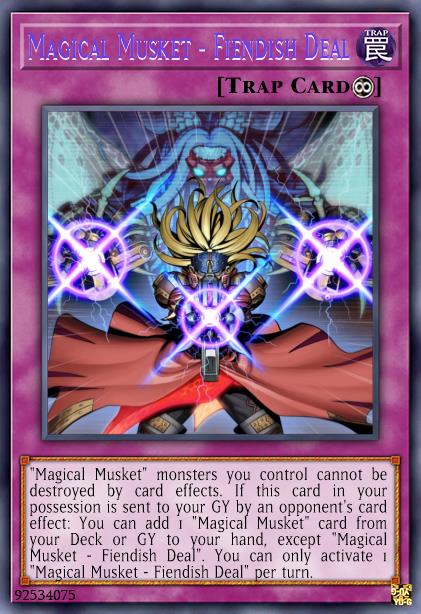 Magical Musket - Fiendish Deal
TRAP
罠
[Trap Card]
"Magical Musket" monsters you control cannot be
destroyed by card effects. If this card in your
possession is sent to your GY by an opponent's card
effect: You can add 1 "Magical Musket" card from
your Deck or GY to your hand, except "Magical
Musket - Fiendish Deal". You can only activate 1
"Magical Musket - Fiendish Deal" per turn.
92534075